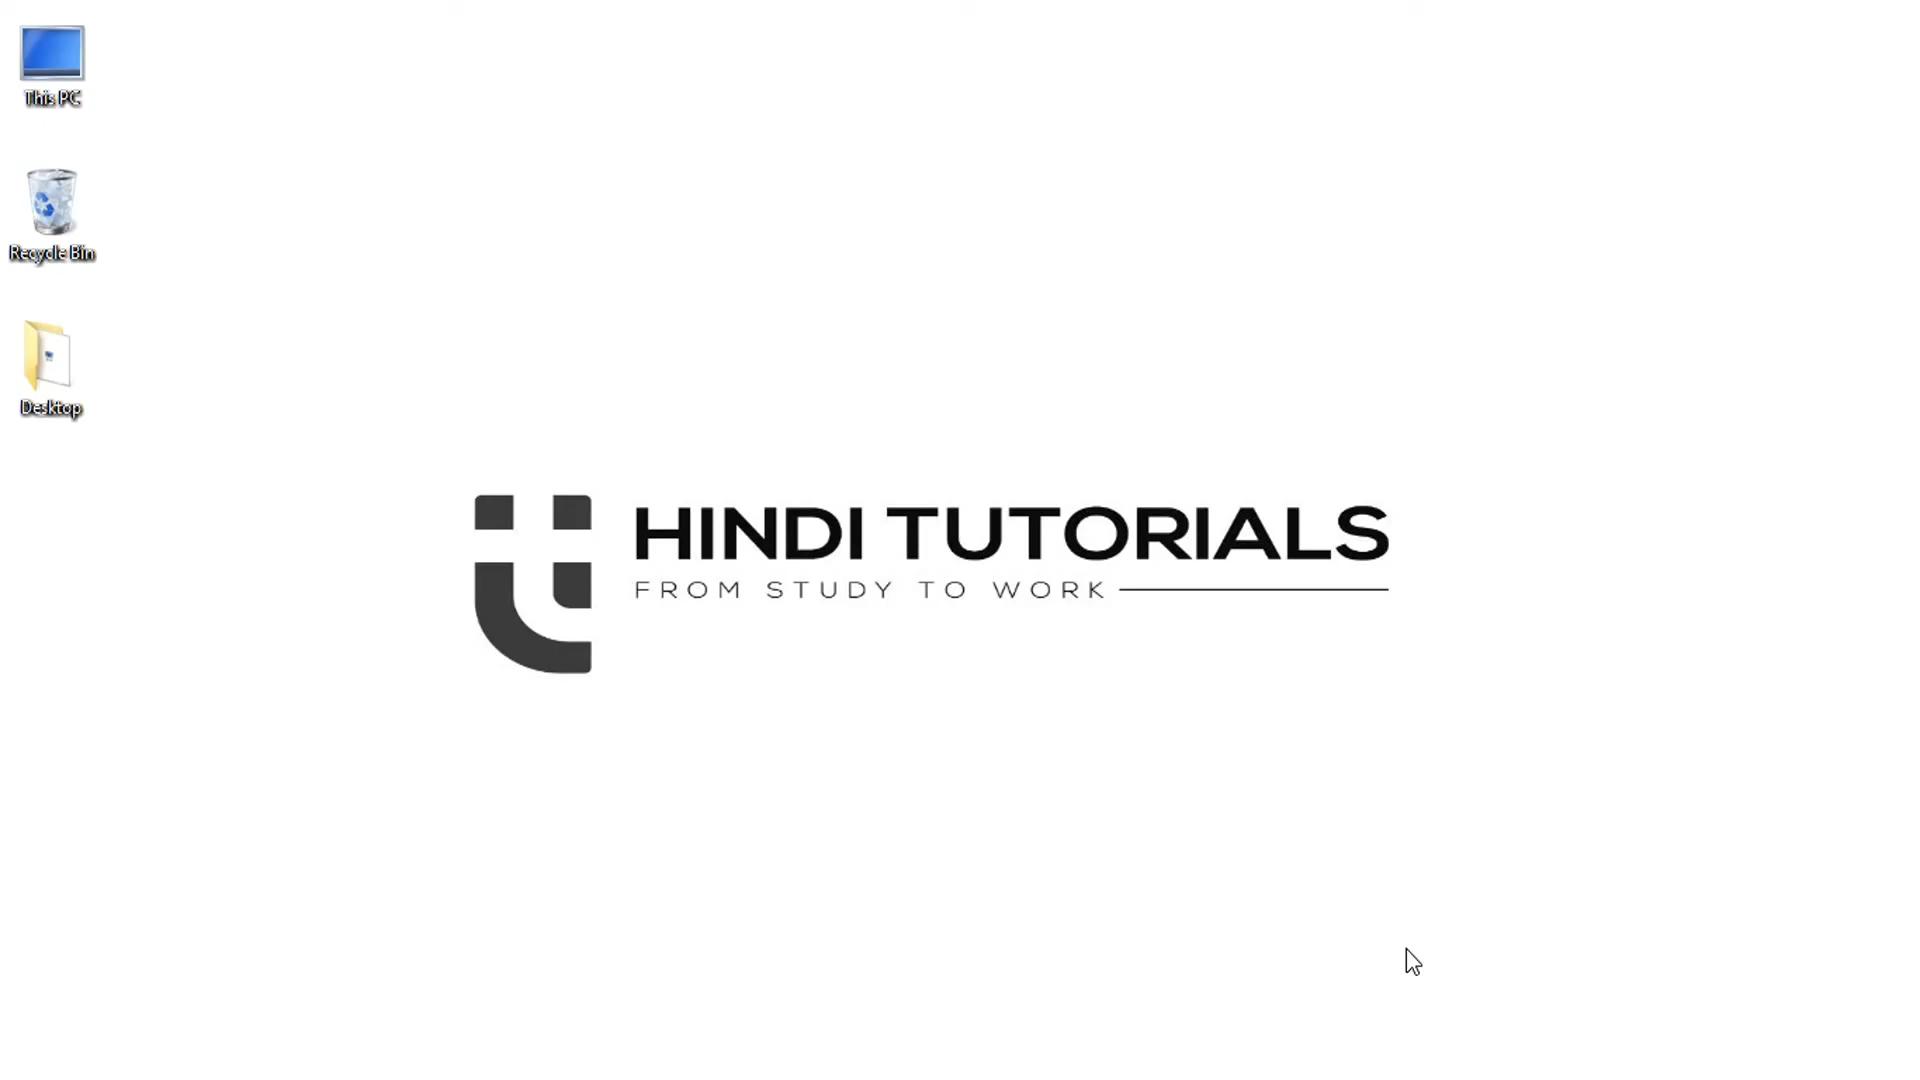 This PC
Recycle Bin
Desktop
HINDI TUTORIALS
FROM STUDY TO WORK